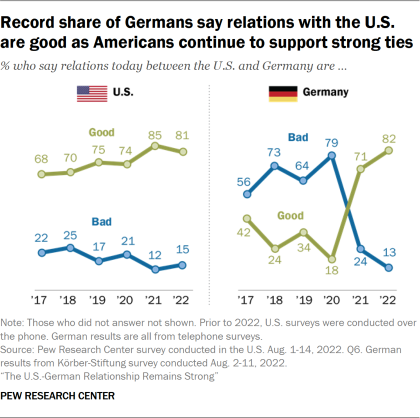 Record share of Germans say relations with the U.S.
are good as Americans continue to support strong ties
% who say relations today between the U.S. and Germany are ...
U.S.
Good
68 70 75 74 85 81
Bad
22 25 17 21 12 15
'17 '18 '19 '20 '21 '22
Germany
Bad
56 73 64 79 24 13
Good
42 24 34 18 71 82
'17 '18 '19 '20 '21 '22
Note: Those who did not answer not shown. Prior to 2022, U.S. surveys were conducted over
the phone. German results are all from telephone surveys.
Source: Pew Research Center survey conducted in the U.S. Aug. 1-14, 2022. Q6. German
results from Körber-Stiftung survey conducted Aug. 2-11, 2022.
"The U.S.-German Relationship Remains Strong"
PEW RESEARCH CENTER